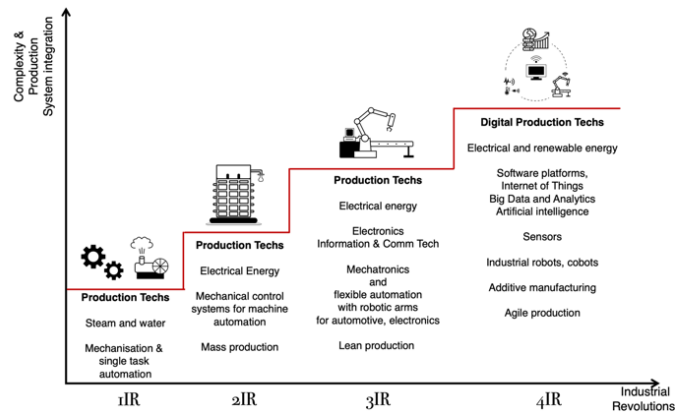 Complexity &
Production
System integration
Production Techs
Steam and water
Mechanisation &
single task
automation
Production Techs
Electrical Energy
Mechanical control
systems for machine
automation
Mass production
Production Techs
Electrical energy
Electronics
Information & Comm Tech
Mechatronics
and
flexible automation
with robotic arms
for automotive, electronics
Lean production
Digital Production Techs
Electrical and renewable energy
Software platforms,
Internet of Things
Big Data and Analytics
Artificial intelligence
Sensors
Industrial robots, cobots
Additive manufacturing
Agile production
1IR
2IR
3IR
4IR
Industrial
Revolutions